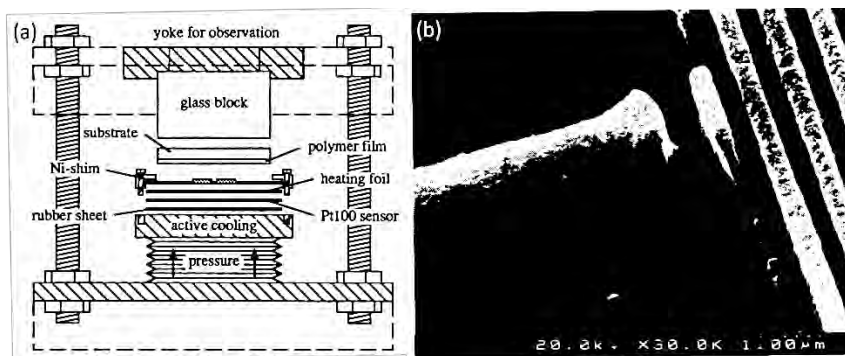 (a)
yoke for observation
glass block
substrate
polymer film
Ni-shim
heating foil
rubber sheet
Pt100 sensor
active cooling
pressure
(b)
20.0kv X30.0K 1.00µm